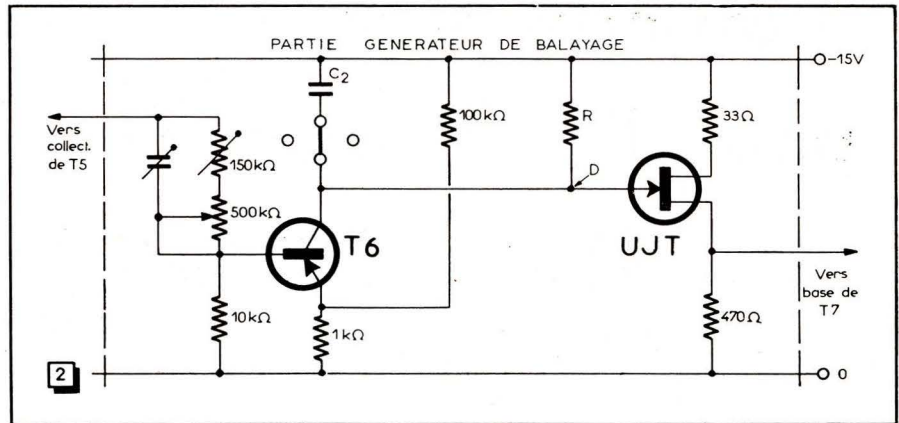 PARTIE GENERATEUR DE BALAYAGE
C2
-15V
Vers
collect.
de T5
150kΩ
500kΩ
100kΩ
R
33Ω
D
T6
UJT
Vers
base de
T7
10kΩ
1kΩ
470Ω
2
0